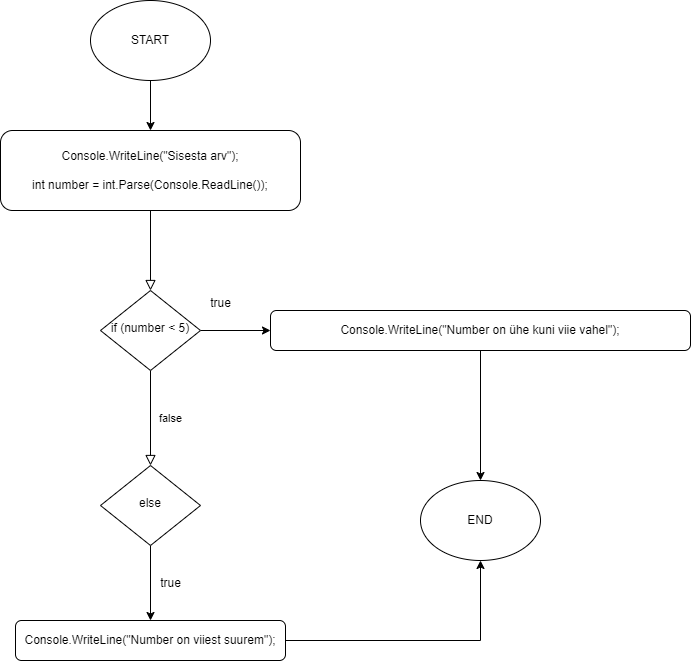 START
Console.WriteLine("Sisesta arv");
int number = int.Parse(Console.ReadLine());
if (number < 5)
true
Console.WriteLine("Number on ühe kuni viie vahel");
false
else
END
true
Console.WriteLine("Number on viiest suurem");